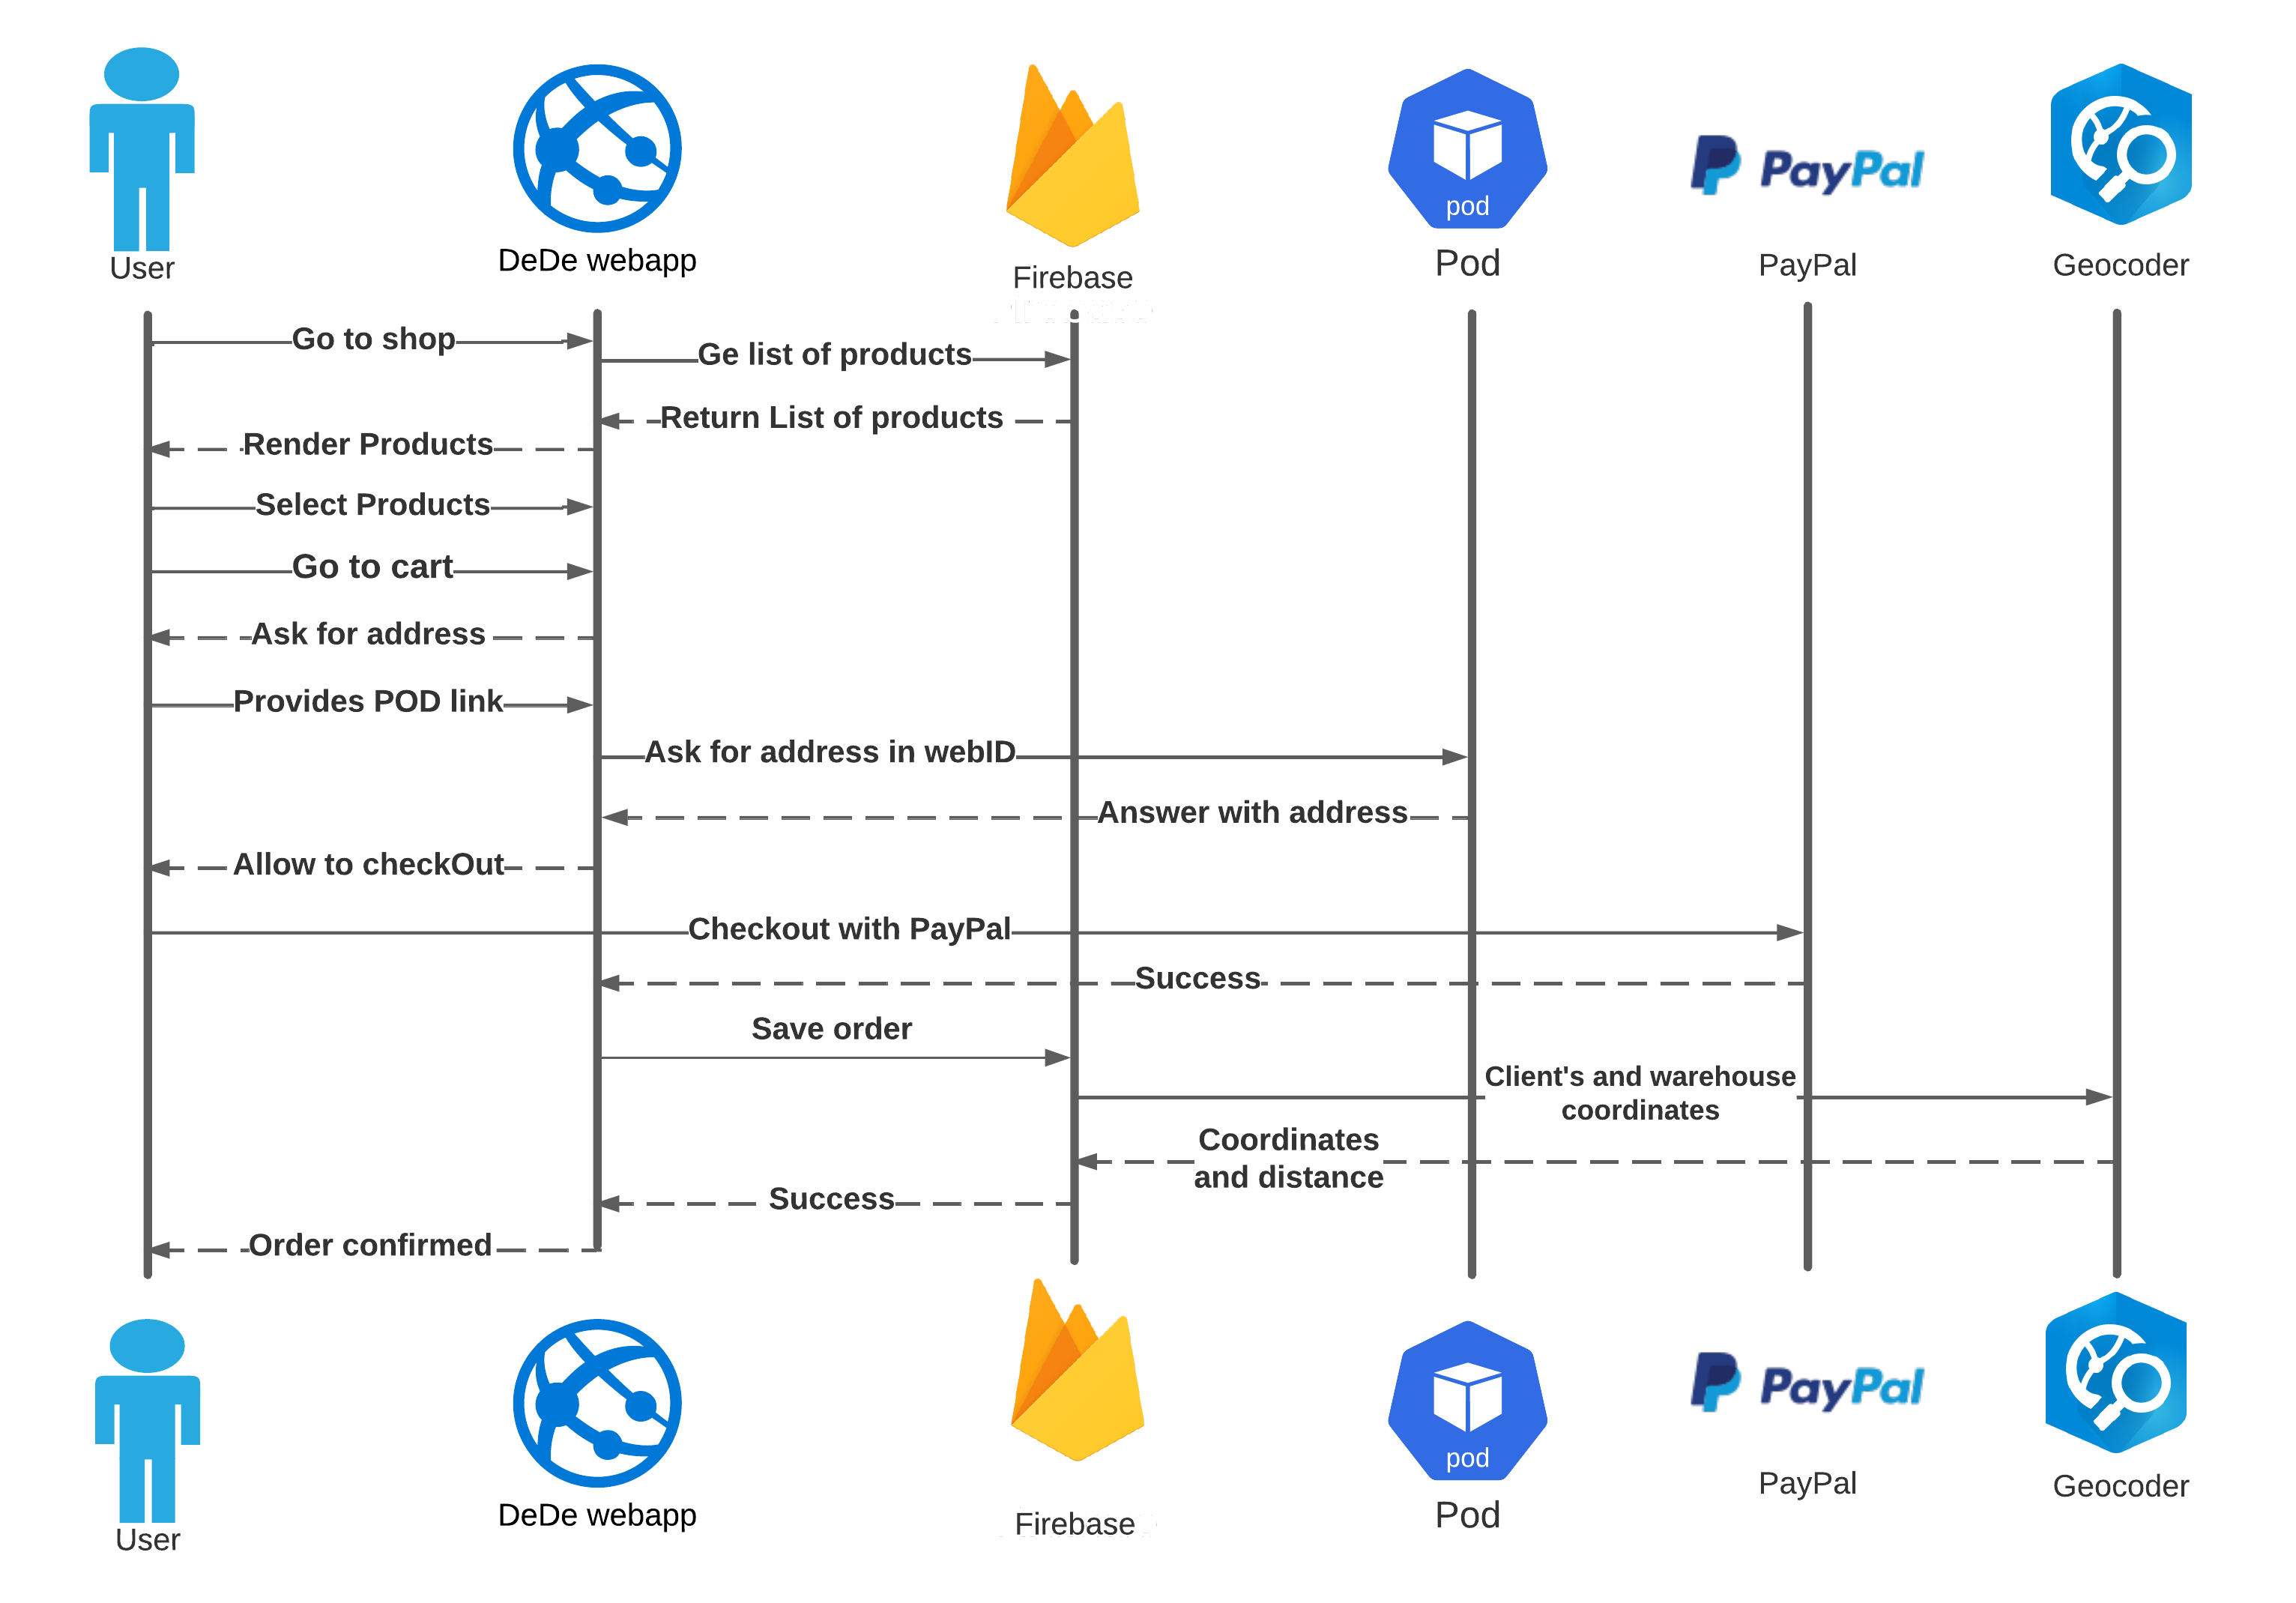 pod
PayPal
User
DeDe webapp
Firebase
Pod
PayPal
Geocoder
Go to shop
Ge list of products
Return List of products
Render Products
Select Products
Go to cart
Ask for address
Provides POD link
Ask for address in webID
Answer with address
Allow to checkOut
Checkout with PayPal
Success
Save order
Client's and warehouse
coordinates
Coordinates
and distance
Success
Order confirmed
pod
PayPal
User
DeDe webapp
Firebase
Pod
PayPal
Geocoder